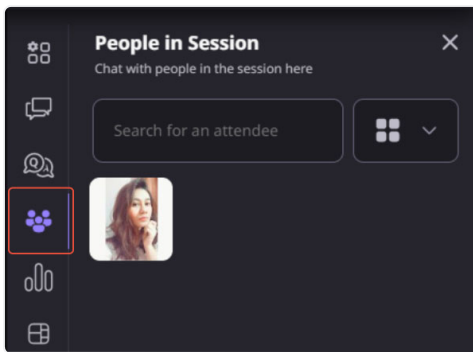 People in Session
Chat with people in the session here
Search for an attendee